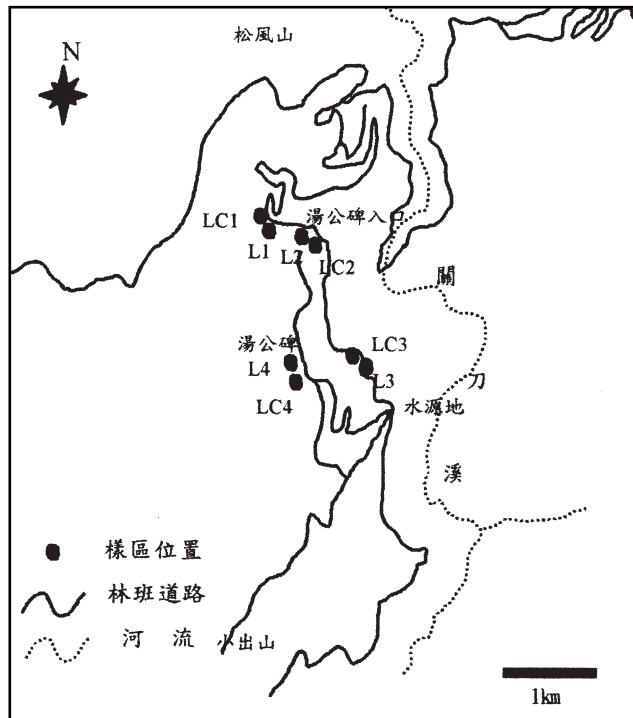 松風山
N
湯公碑入口
LC1
L1
L2
LC2
關
湯公碑
LC3
L4
L3
刀
LC4
水源地
溪
樣區位置
林班道路
河 流
小出山
1km